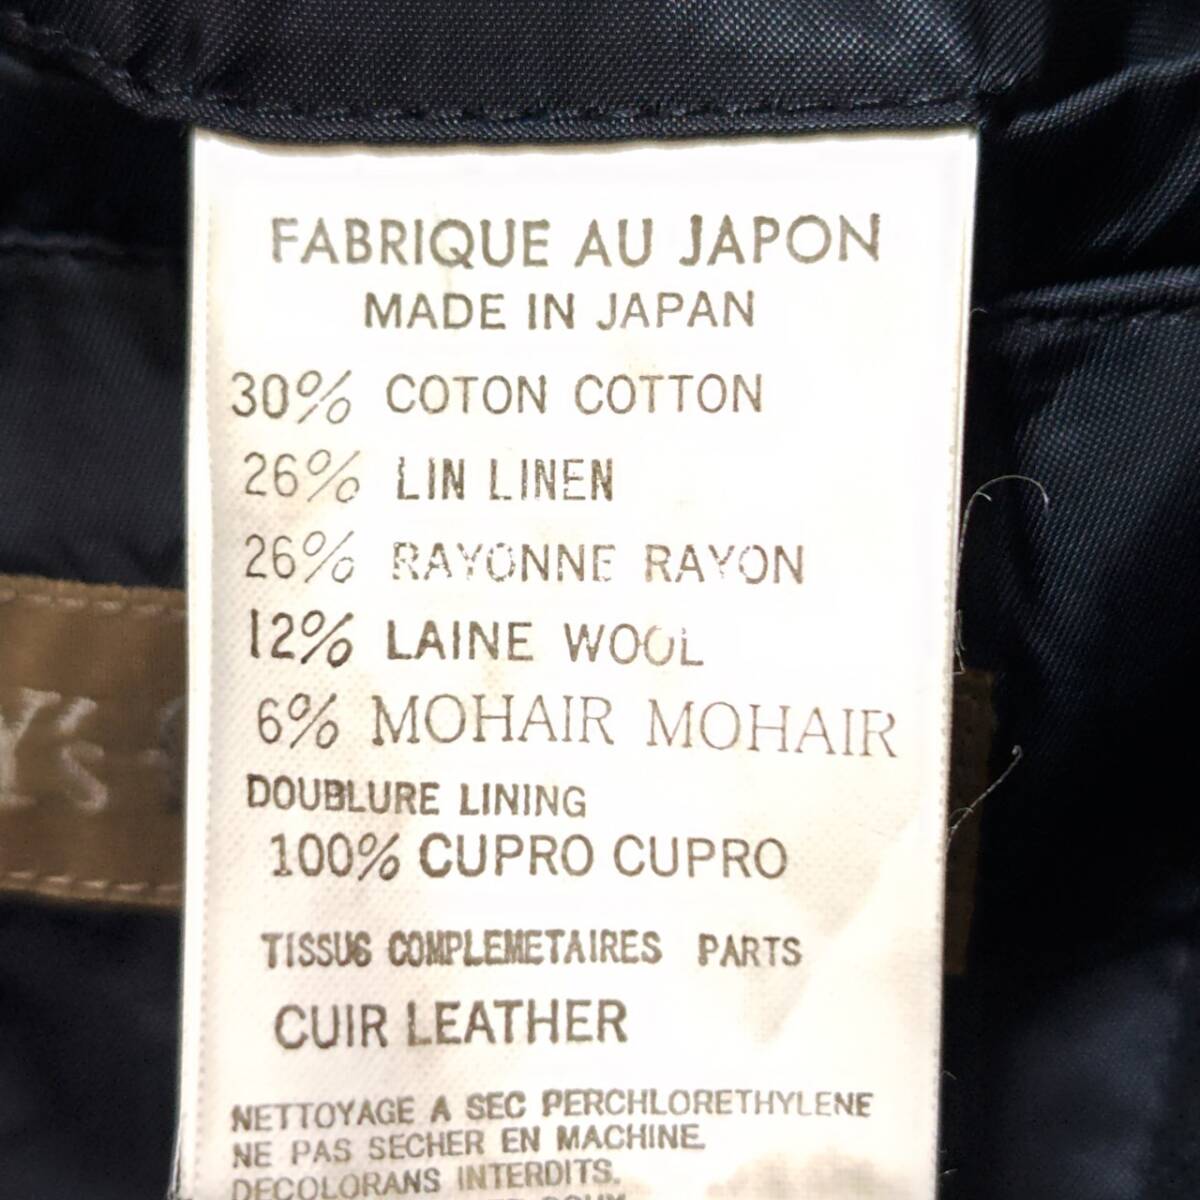 FABRIQUE AU JAPON
MADE IN JAPAN
30% COTON COTTON
26% LIN LINEN
26% RAYONNE RAYON
12% LAINE WOOL
6% MOHAIR MOHAIR
Y's
DOUBLURE LINING
100% CUPRO CUPRO
TISSUS COMPLEMETAIRES PARTS
CUIR LEATHER
NETTOYAGE A SEC PERCHLORETHYLENE
NE PAS SECHER EN MACHINE
DECOLORANS INTERDITS.